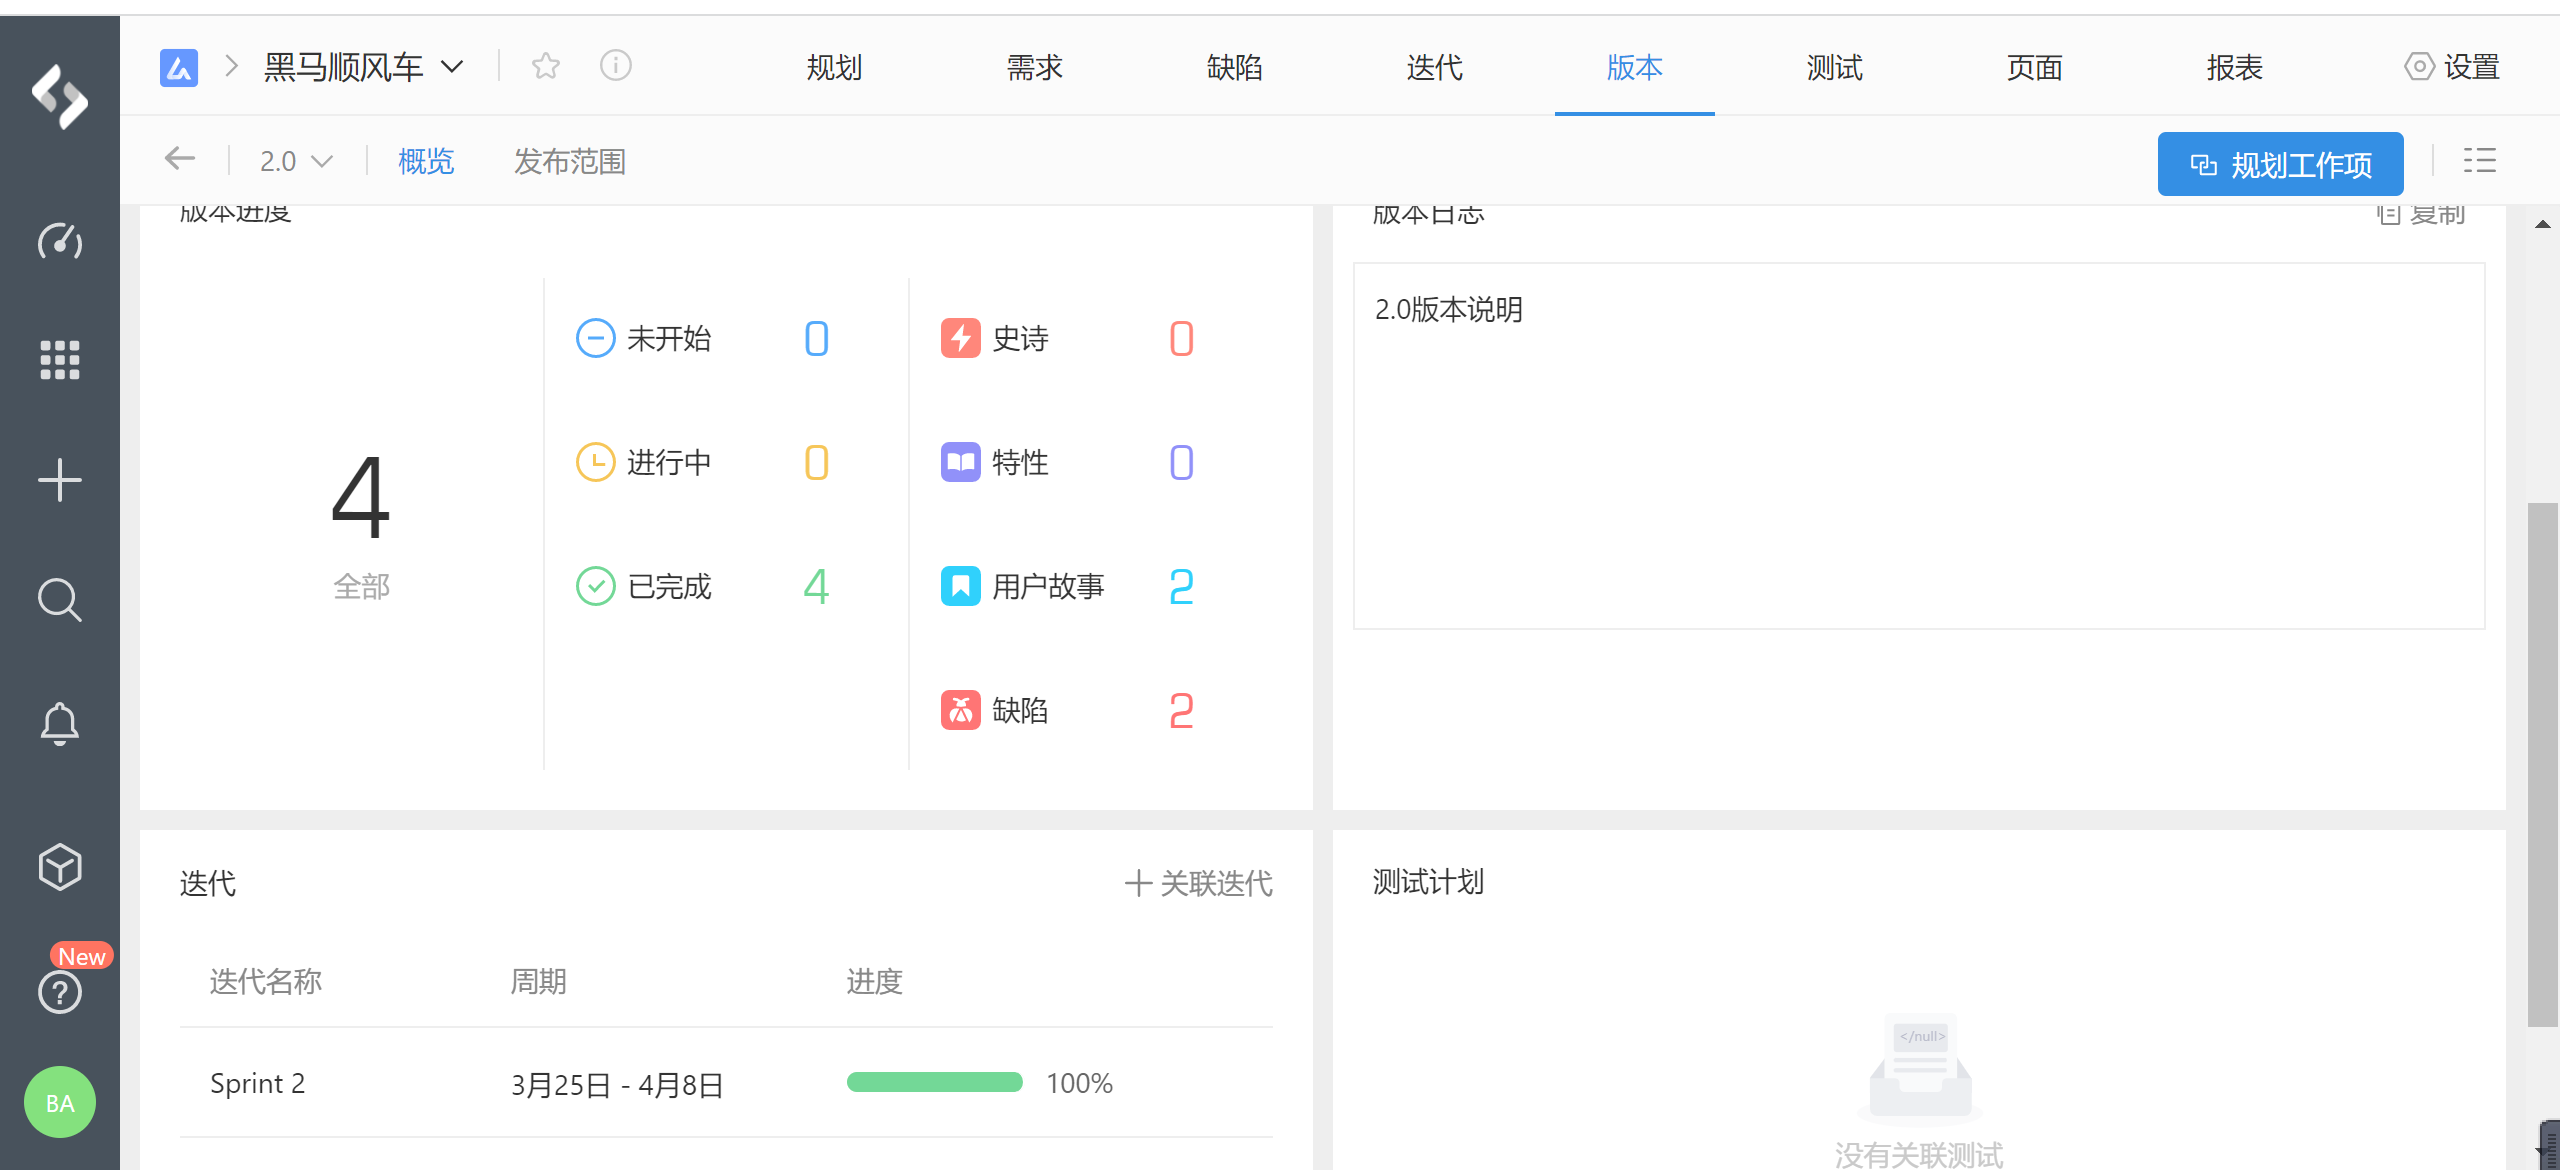 黑马顺风车
规划
需求
缺陷
迭代
版本
测试
页面
报表
设置
2.0
概览
发布范围
规划工作项
版本进度
4
全部
未开始 0
进行中 0
已完成 4
史诗 0
特性 0
用户故事 2
缺陷 2
版本日志
复制
2.0版本说明
迭代
关联迭代
迭代名称 周期 进度
Sprint 2 3月25日 - 4月8日 100%
测试计划
</null>
没有关联测试
New
BA